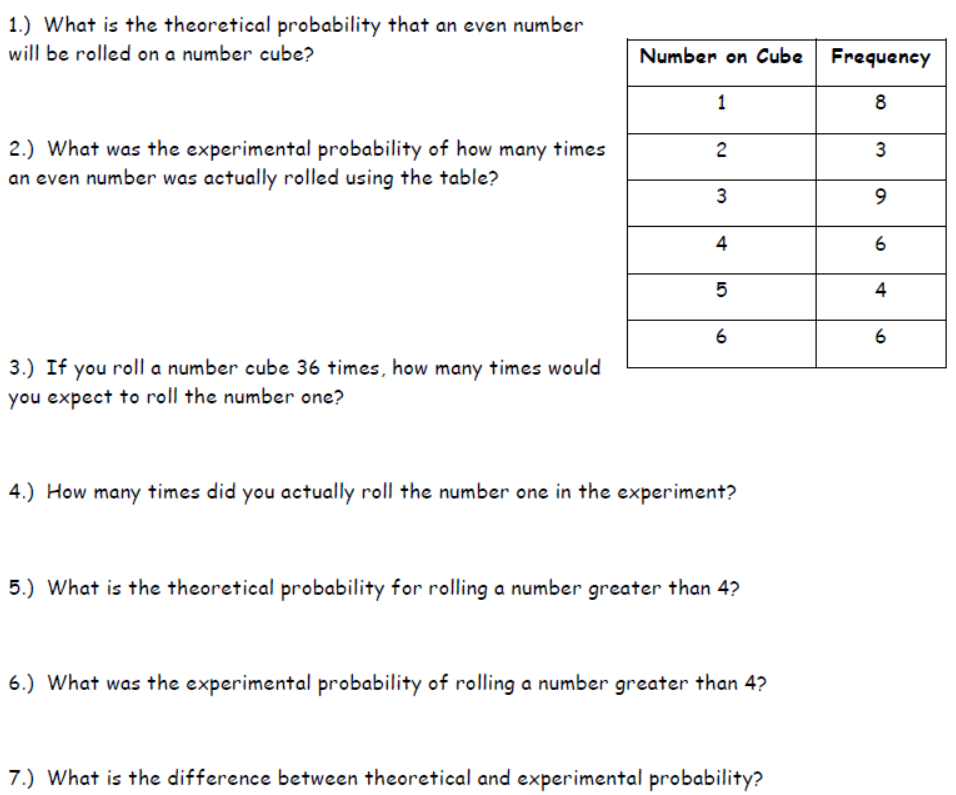 1.) What is the theoretical probability that an even number
will be rolled on a number cube?
2.) What was the experimental probability of how many times
an even number was actually rolled using the table?
Number on Cube Frequency
1 8
2 3
3 9
4 6
5 4
6 6
3.) If you roll a number cube 36 times, how many times would
you expect to roll the number one?
4.) How many times did you actually roll the number one in the experiment?
5.) What is the theoretical probability for rolling a number greater than 4?
6.) What was the experimental probability of rolling a number greater than 4?
7.) What is the difference between theoretical and experimental probability?